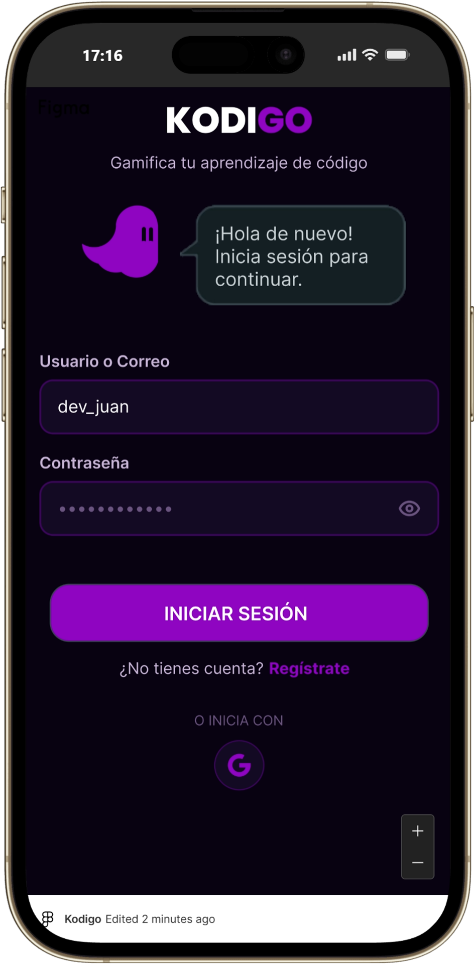 17:16
Figma
KODIGO
Gamifica tu aprendizaje de código
¡Hola de nuevo!
Inicia sesión para
continuar.
Usuario o Correo
dev_juan
Contraseña
••••••••••••
INICIAR SESIÓN
¿No tienes cuenta? Regístrate
O INICIA CON
G
+
−
Kodigo Edited 2 minutes ago